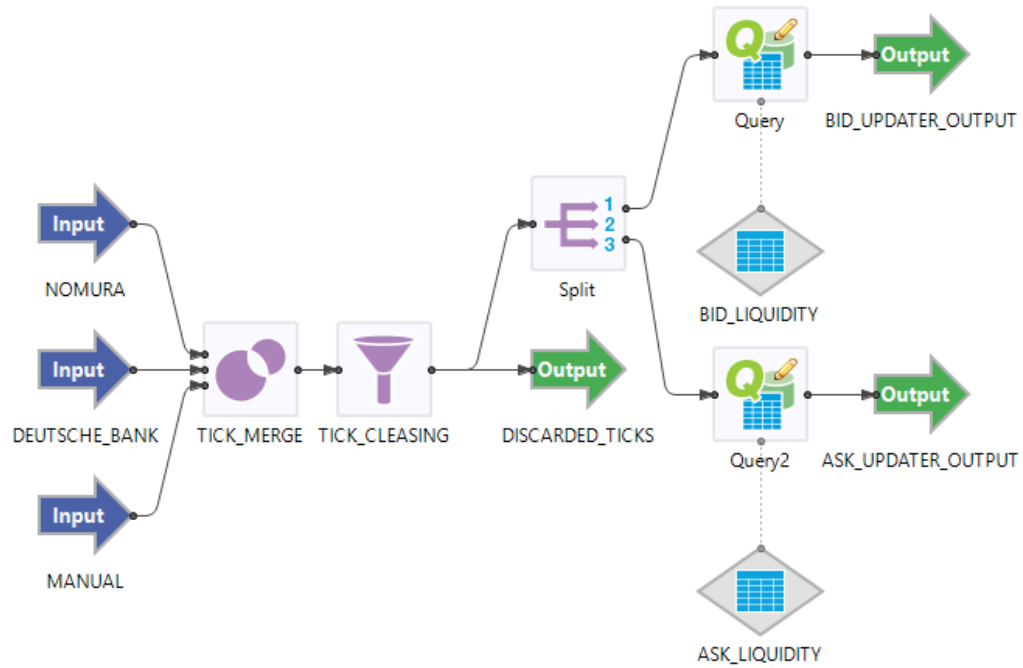 Output
Query
BID_UPDATER_OUTPUT
Input
NOMURA
1
2
3
Split
BID_LIQUIDITY
Input
DEUTSCHE_BANK
TICK_MERGE
TICK_CLEASING
Output
DISCARDED_TICKS
Output
Query2
ASK_UPDATER_OUTPUT
Input
MANUAL
ASK_LIQUIDITY